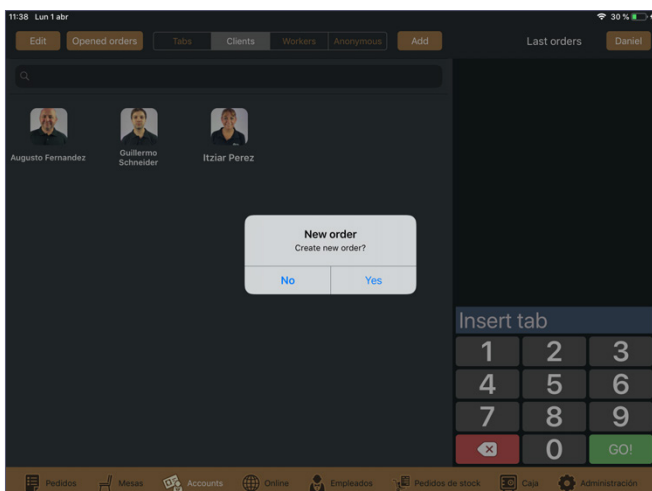 11:38 Lun 1 abr
30 %
Edit Opened orders Tabs Clients Workers Anonymous Add Last orders Daniel
Augusto Fernandez
Guillermo
Schneider
Itziar Perez
New order
Create new order?
No Yes
Insert tab
1 2 3
4 5 6
7 8 9
0 GO!
Pedidos Mesas Accounts Online Empleados Pedidos de stock Caja Administración